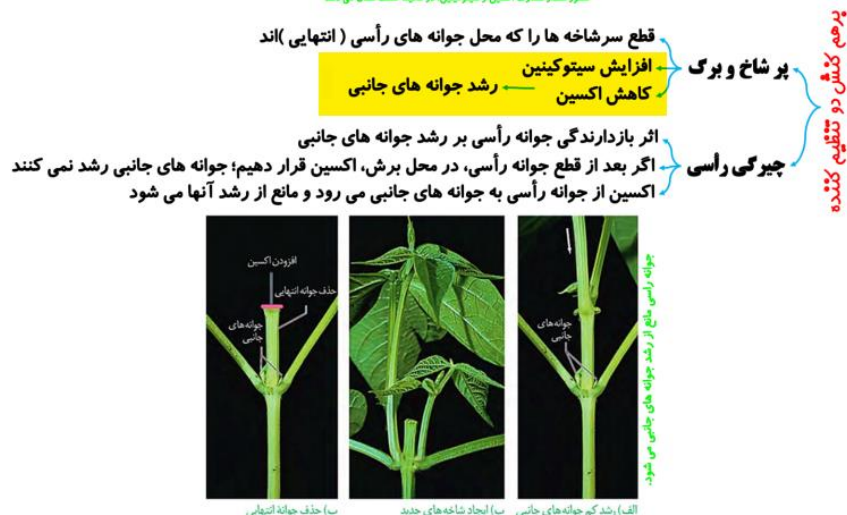 برهم کنش دو تنظیم کننده
پر شاخ و برگ
قطع سرشاخه ها را که محل جوانه های رأسی ( انتهایی )اند
افزایش سیتوکینین
کاهش اکسین
رشد جوانه های جانبی
چیرگی رأسی
اثر بازدارندگی جوانه رأسی بر رشد جوانه های جانبی
اگر بعد از قطع جوانه رأسی، در محل برش، اکسین قرار دهیم؛ جوانه های جانبی رشد نمی کنند
اکسین از جوانه رأسی به جوانه های جانبی می رود و مانع از رشد آنها می شود
جوانه راسی مانع از رشد جوانه های جانبی می شود.
جوانه‌های
جانبی
افزودن اکسین
حذف جوانه انتهایی
جوانه‌های
جانبی
الف) رشد کم جوانه‌های جانبی
ب) ایجاد شاخه‌های جدید
پ) حذف جوانهٔ انتهایی